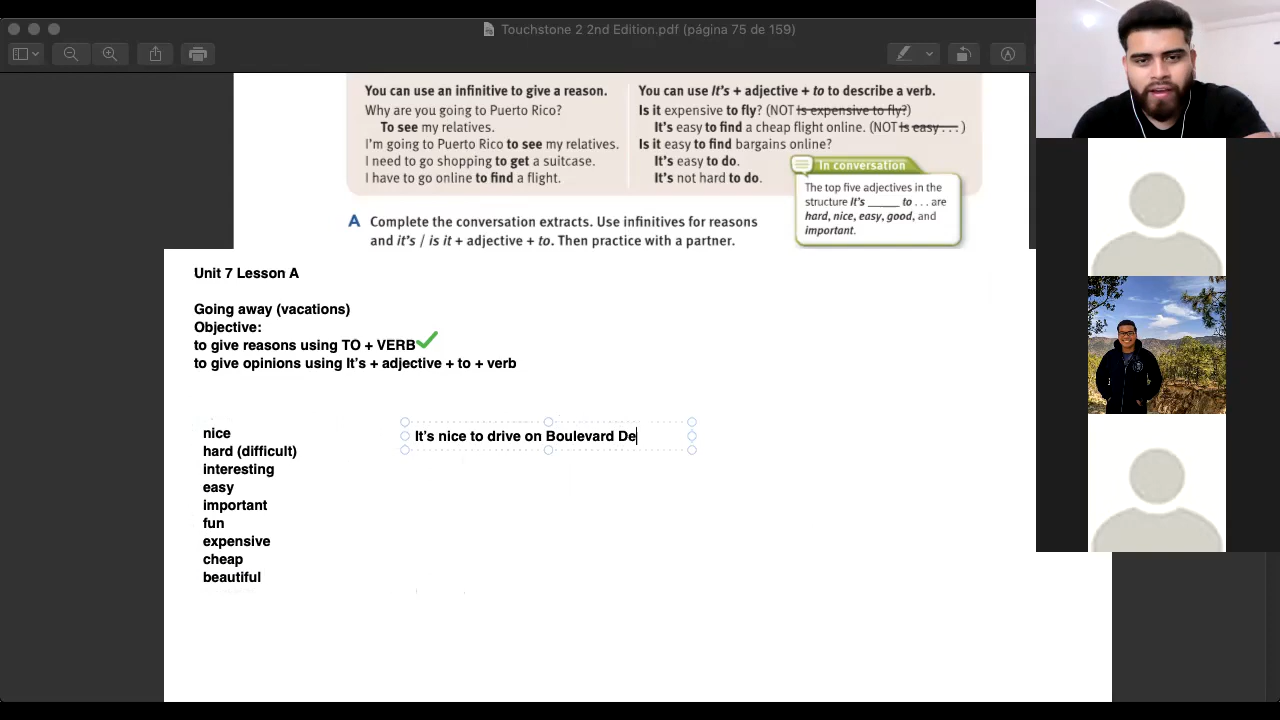 Touchstone 2 2nd Edition.pdf (página 75 de 159)
You can use an infinitive to give a reason.
Why are you going to Puerto Rico?
To see my relatives.
I'm going to Puerto Rico to see my relatives.
I need to go shopping to get a suitcase.
I have to go online to find a flight.
You can use It's + adjective + to to describe a verb.
Is it expensive to fly? (NOT Is expensive to fly?)
It's easy to find a cheap flight online. (NOT Is easy . . . )
Is it easy to find bargains online?
It's easy to do.
It's not hard to do.
In conversation
The top five adjectives in the
structure It's _____ to . . . are
hard, nice, easy, good, and
important.
A Complete the conversation extracts. Use infinitives for reasons
and it's / is it + adjective + to. Then practice with a partner.
Unit 7 Lesson A
Going away (vacations)
Objective:
to give reasons using TO + VERB
to give opinions using It's + adjective + to + verb
nice
hard (difficult)
interesting
easy
important
fun
expensive
cheap
beautiful
It's nice to drive on Boulevard De